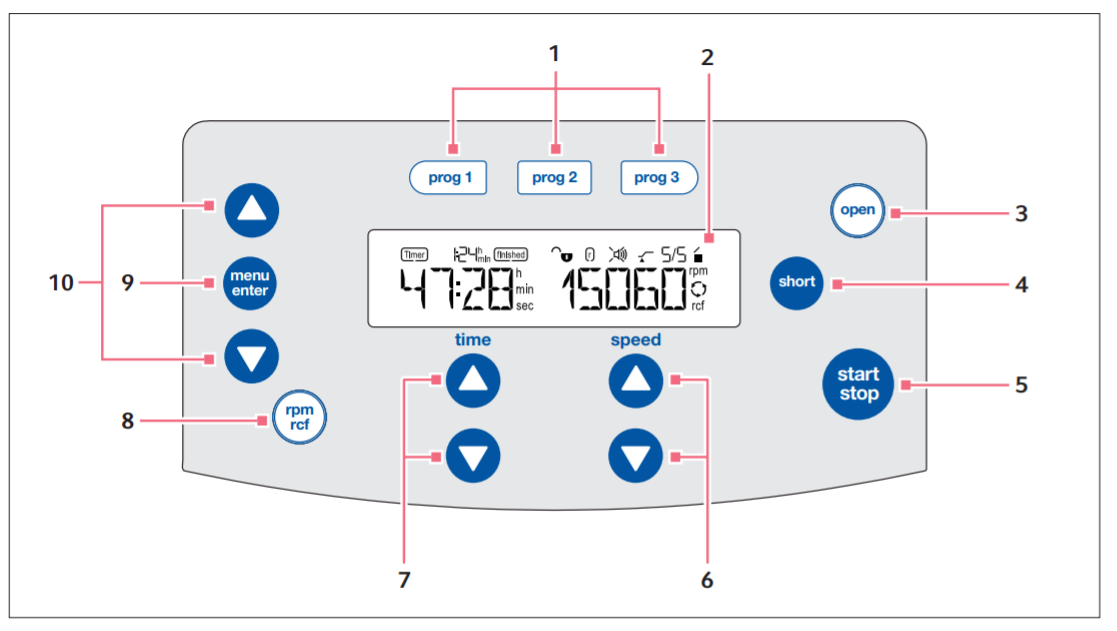 1
2
prog 1
prog 2
prog 3
open
3
Timer
1:24 h min
finished
r
5/5
47:28
h
min
sec
15060
rpm
rcf
10
9
menu
enter
short
4
time
speed
start
stop
5
8
rpm
rcf
7
6